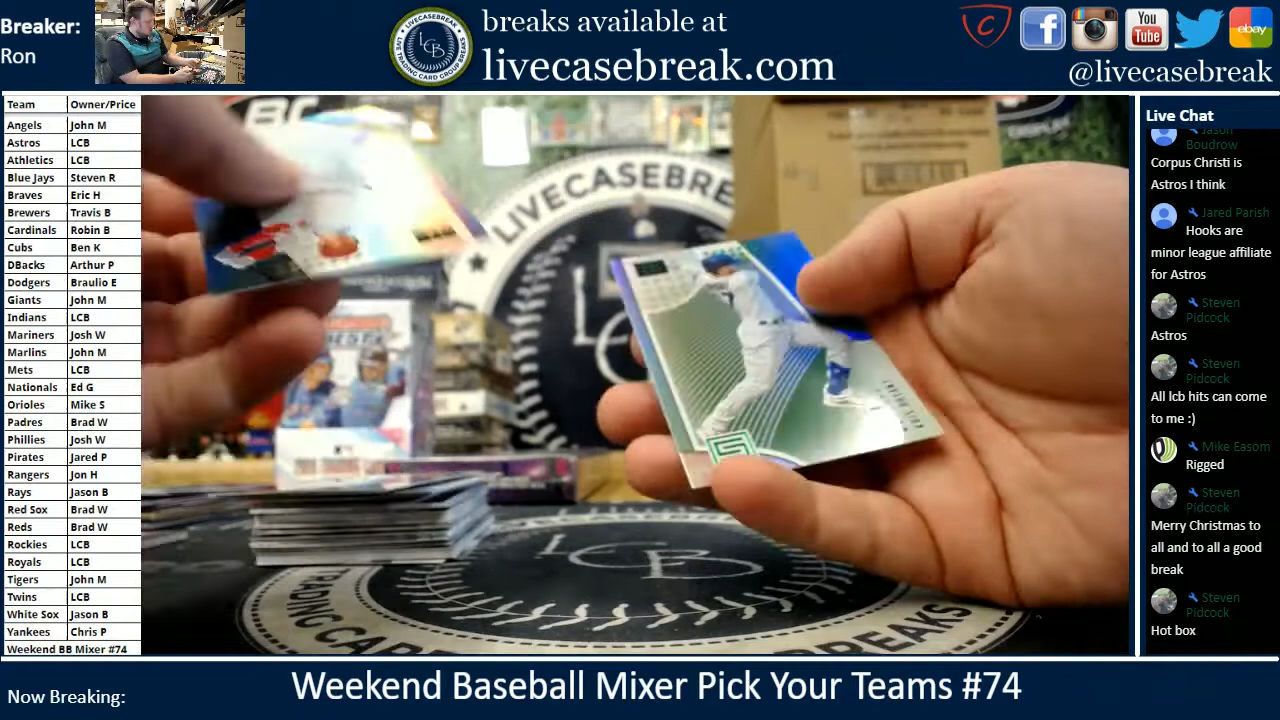 Breaker:
Ron
breaks available at
livecasebreak.com
You
Tube
ebay
@livecasebreak
Team Owner/Price
Angels John M
Astros LCB
Athletics LCB
Blue Jays Steven R
Braves Eric H
Brewers Travis B
Cardinals Robin B
Cubs Ben K
DBacks Arthur P
Dodgers Braulio E
Giants John M
Indians LCB
Mariners Josh W
Marlins John M
Mets LCB
Nationals Ed G
Orioles Mike S
Padres Brad W
Phillies Josh W
Pirates Jared P
Rangers Jon H
Rays Jason B
Red Sox Brad W
Reds Brad W
Rockies LCB
Royals LCB
Tigers John M
Twins LCB
White Sox Jason B
Yankees Chris P
Weekend BB Mixer #74
LIVECASEBREA
LCB
Live Chat
Jason
Boudrow
Corpus Christi is
Astros I think
Jared Parish
Hooks are
minor league affiliate
for Astros
Steven
Pidcock
Astros
Steven
Pidcock
All lcb hits can come
to me :)
Mike Easom
Rigged
Steven
Pidcock
Merry Christmas to
all and to all a good
break
Steven
Pidcock
Hot box
Now Breaking:
Weekend Baseball Mixer Pick Your Teams #74